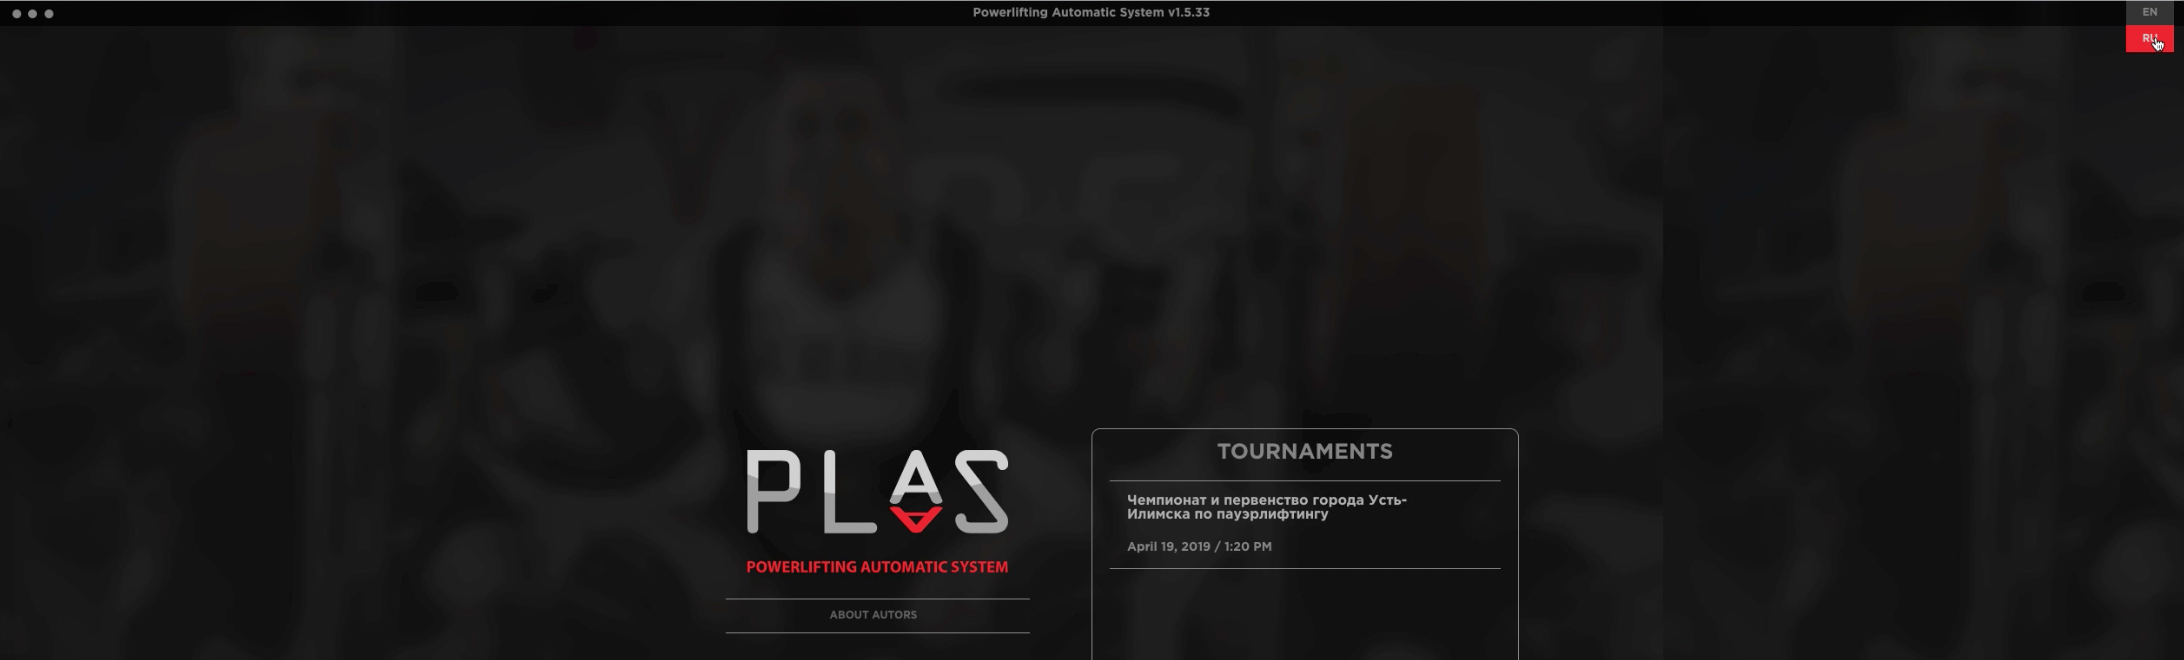 Powerlifting Automatic System v1.5.33
EN
RU
PLAS
POWERLIFTING AUTOMATIC SYSTEM
ABOUT AUTORS
TOURNAMENTS
Чемпионат и первенство города Усть-
Илимска по пауэрлифтингу
April 19, 2019 / 1:20 PM